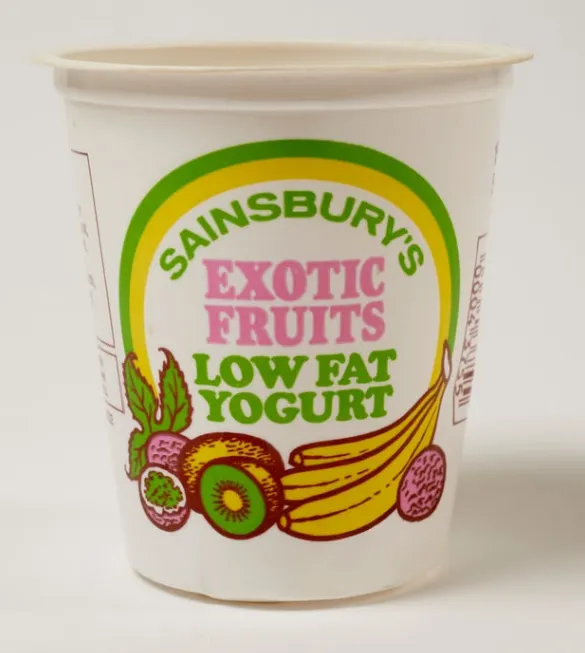 SAINSBURY'S
EXOTIC
FRUITS
LOW FAT
YOGURT